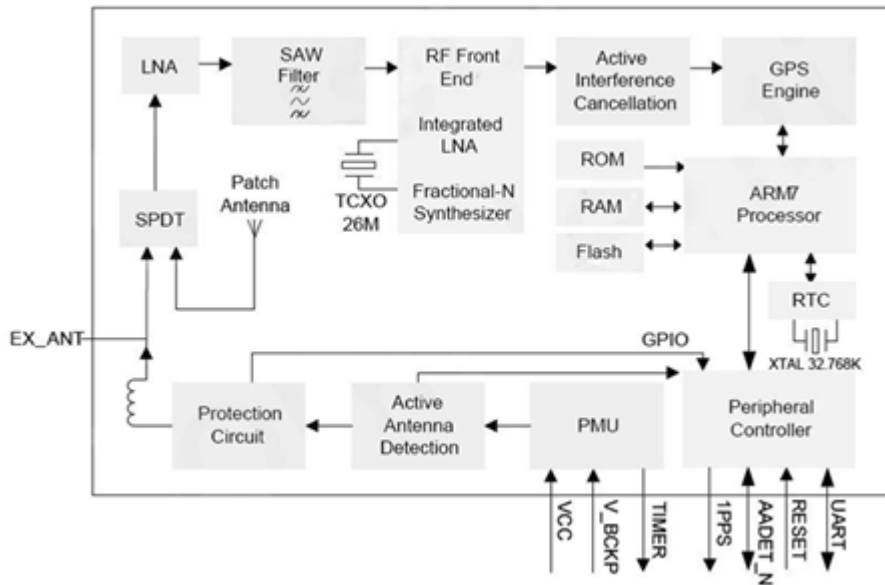 LNA
SAW
Filter
RF Front
End
Integrated
LNA
Fractional-N
Synthesizer
Active
Interference
Cancellation
GPS
Engine
TCXO
26M
Patch
Antenna
SPDT
ROM
RAM
Flash
ARM7
Processor
RTC
XTAL 32.768K
EX_ANT
GPIO
Protection
Circuit
Active
Antenna
Detection
PMU
Peripheral
Controller
VCC
V_BCKP
TIMER
1PPS
AADET_N
RESET
UART